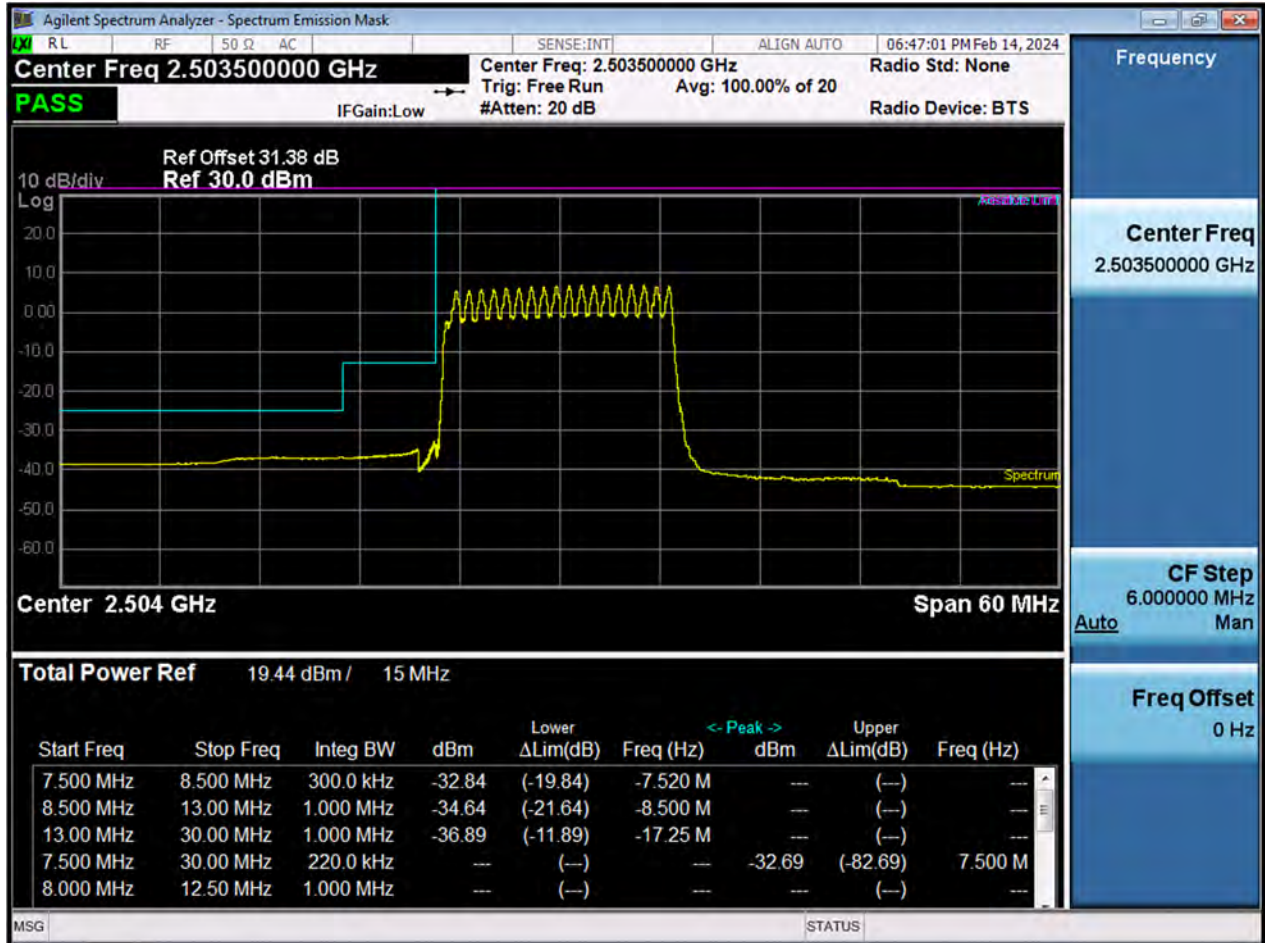 Agilent Spectrum Analyzer - Spectrum Emission Mask
LXI RL RF 50 Ω AC SENSE:INT ALIGN AUTO 06:47:01 PM Feb 14, 2024
Center Freq 2.503500000 GHz Center Freq: 2.503500000 GHz Radio Std: None
Trig: Free Run Avg: 100.00% of 20
PASS IFGain:Low #Atten: 20 dB Radio Device: BTS
Ref Offset 31.38 dB
10 dB/div Ref 30.0 dBm
Log
Absolute Limit
20.0
10.0
0.00
-10.0
-20.0
-30.0
-40.0
Spectrum
-50.0
-60.0
Center 2.504 GHz Span 60 MHz
Total Power Ref 19.44 dBm / 15 MHz
Lower <- Peak -> Upper
Start Freq Stop Freq Integ BW dBm ΔLim(dB) Freq (Hz) dBm ΔLim(dB) Freq (Hz)
7.500 MHz 8.500 MHz 300.0 kHz -32.84 (-19.84) -7.520 M --- (---) ---
8.500 MHz 13.00 MHz 1.000 MHz -34.64 (-21.64) -8.500 M --- (---) ---
13.00 MHz 30.00 MHz 1.000 MHz -36.89 (-11.89) -17.25 M --- (---) ---
7.500 MHz 30.00 MHz 220.0 kHz --- (---) --- -32.69 (-82.69) 7.500 M
8.000 MHz 12.50 MHz 1.000 MHz --- (---) --- --- (---) ---
MSG STATUS
Frequency
Center Freq
2.503500000 GHz
CF Step
6.000000 MHz
Auto Man
Freq Offset
0 Hz